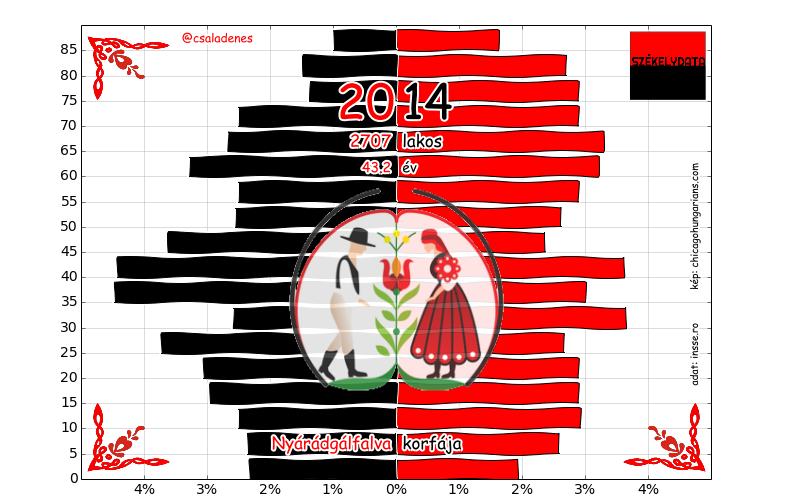 @csaladenes
SZÉKELYDATA
2014
2707 lakos
43.2 év
kép: chicagohungarians.com
adat: insse.ro
Nyárádgálfalva korfája
85
80
75
70
65
60
55
50
45
40
35
30
25
20
15
10
5
0
4% 3% 2% 1% 0% 1% 2% 3% 4%